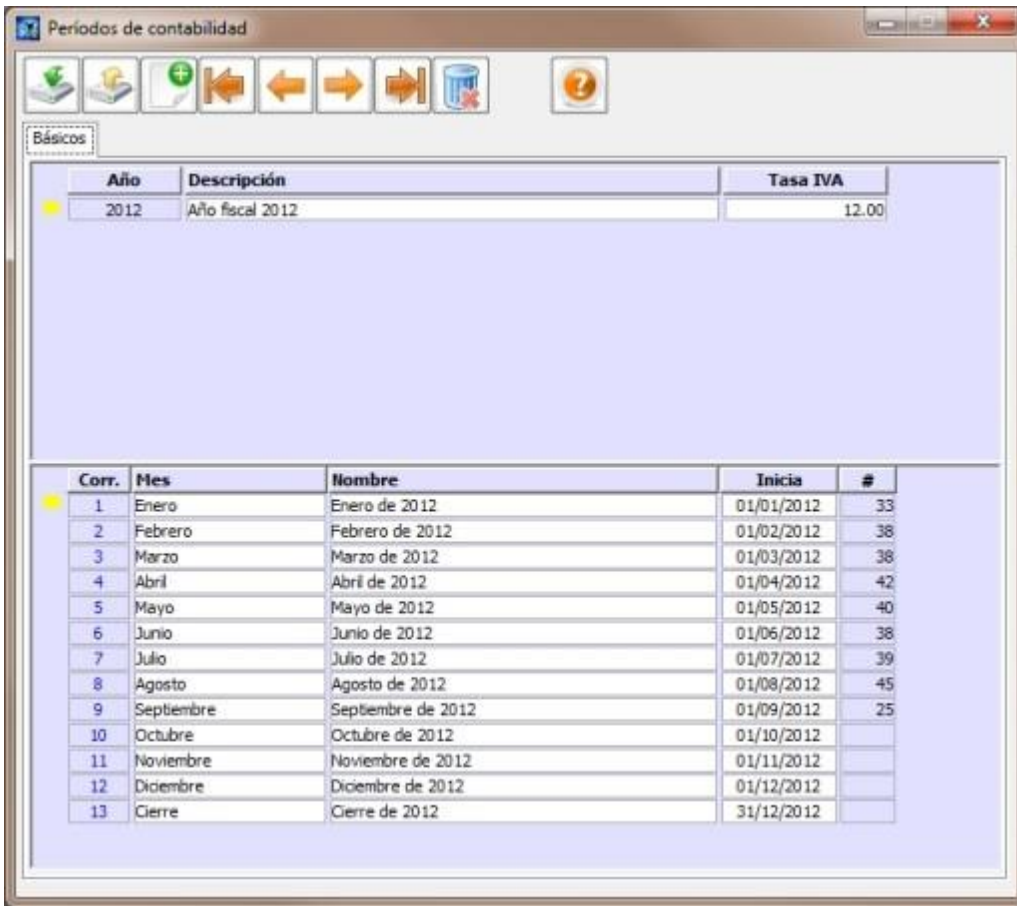 Períodos de contabilidad
Básicos
Año Descripción Tasa IVA
2012 Año fiscal 2012 12.00
Corr. Mes Nombre Inicia #
1 Enero Enero de 2012 01/01/2012 33
2 Febrero Febrero de 2012 01/02/2012 38
3 Marzo Marzo de 2012 01/03/2012 38
4 Abril Abril de 2012 01/04/2012 42
5 Mayo Mayo de 2012 01/05/2012 40
6 Junio Junio de 2012 01/06/2012 38
7 Julio Julio de 2012 01/07/2012 39
8 Agosto Agosto de 2012 01/08/2012 45
9 Septiembre Septiembre de 2012 01/09/2012 25
10 Octubre Octubre de 2012 01/10/2012
11 Noviembre Noviembre de 2012 01/11/2012
12 Diciembre Diciembre de 2012 01/12/2012
13 Cierre Cierre de 2012 31/12/2012